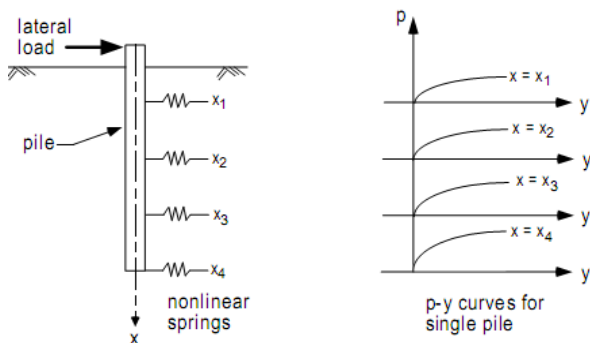 lateral
load
pile
x1
x2
x3
x4
x
nonlinear
springs
p
x = x1
y
x = x2
y
x = x3
y
x = x4
y
p-y curves for
single pile